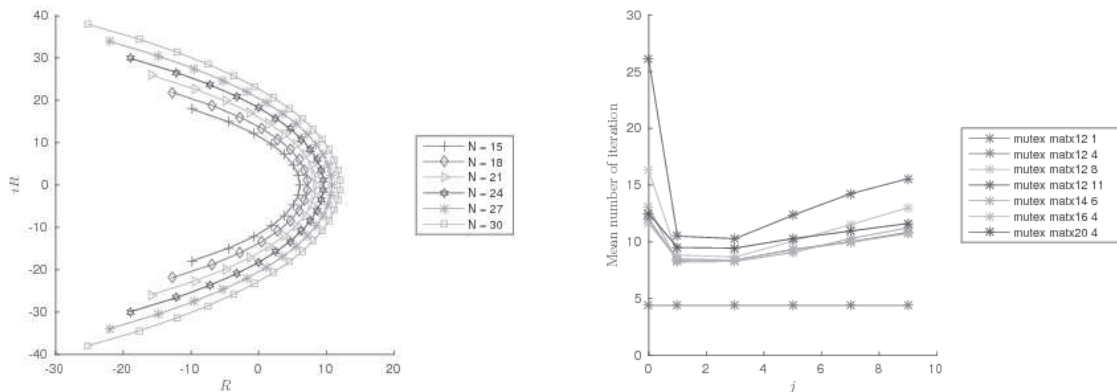 40
30
20
10
0
-10
-20
-30
-40
iR
-30
-20
-10
0
10
20
R
N = 15
N = 18
N = 21
N = 24
N = 27
N = 30
30
25
20
15
10
5
0
Mean number of iteration
0
2
4
6
8
10
j
mutex matx12 1
mutex matx12 4
mutex matx12 8
mutex matx12 11
mutex matx14 6
mutex matx16 4
mutex matx20 4